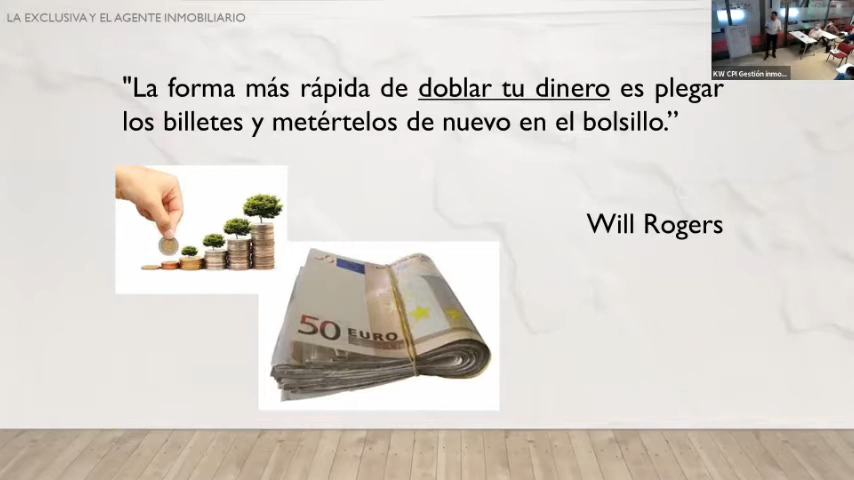 LA EXCLUSIVA Y EL AGENTE INMOBILIARIO
KW CPI Gestión inmo...
"La forma más rápida de doblar tu dinero es plegar
los billetes y metértelos de nuevo en el bolsillo.”
Will Rogers
50 EURO